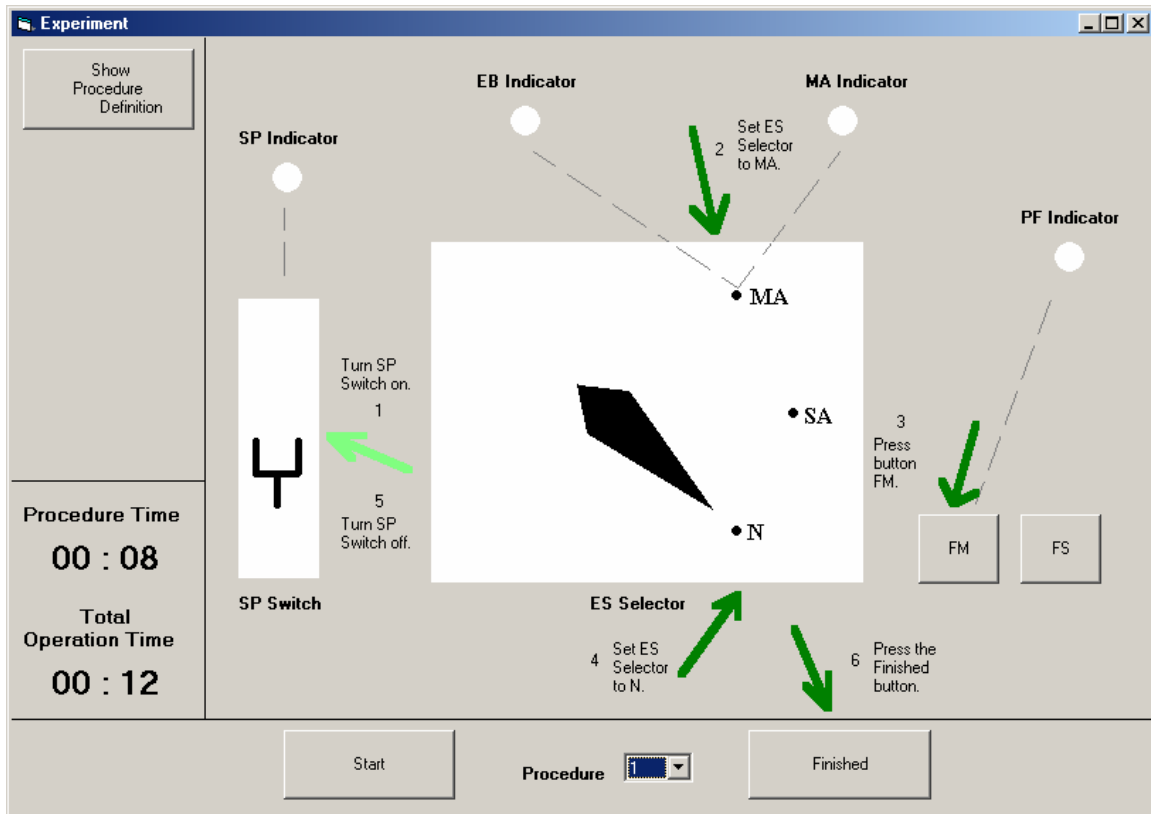 Experiment
Show
Procedure
Definition
EB Indicator
MA Indicator
SP Indicator
2
Set ES
Selector
to MA.
PF Indicator
MA
Turn SP
Switch on.
1
SA
3
Press
button
FM.
5
Turn SP
Switch off.
N
FM
FS
Procedure Time
00 : 08
SP Switch
ES Selector
Total
Operation Time
00 : 12
4
Set ES
Selector
to N.
6
Press the
Finished
button.
Start
Procedure
1
Finished